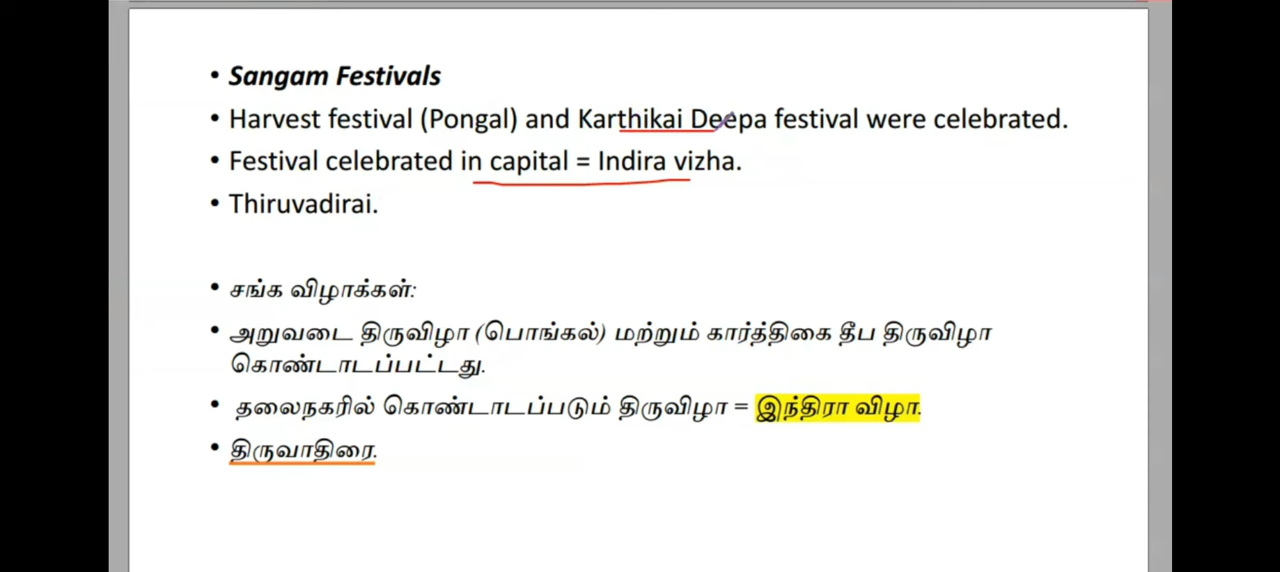 • Sangam Festivals
• Harvest festival (Pongal) and Karthikai Deepa festival were celebrated.
• Festival celebrated in capital = Indira vizha.
• Thiruvadirai.
• சங்க விழாக்கள்:
• அறுவடை திருவிழா (பொங்கல்) மற்றும் கார்த்திகை தீப திருவிழா
கொண்டாடப்பட்டது.
• தலைநகரில் கொண்டாடப்படும் திருவிழா = இந்திரா விழா.
• திருவாதிரை.